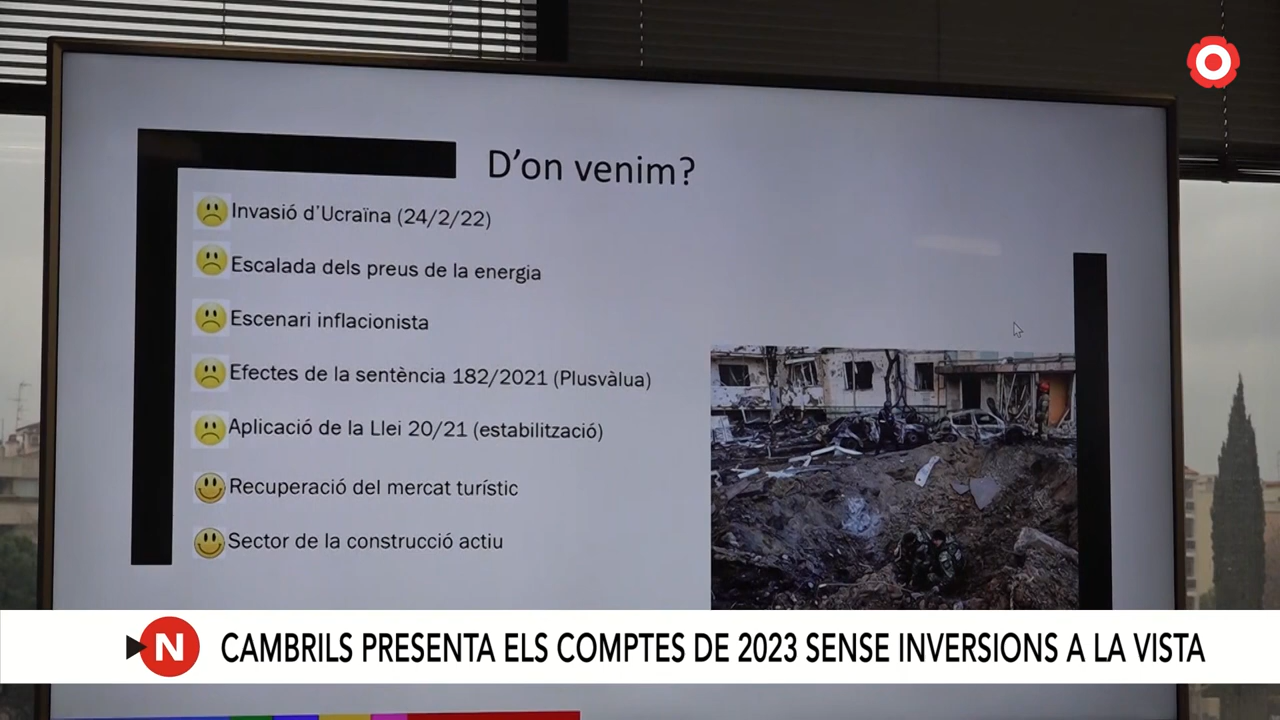 D'on venim?
Invasió d'Ucraïna (24/2/22)
Escalada dels preus de la energia
Escenari inflacionista
Efectes de la sentència 182/2021 (Plusvàlua)
Aplicació de la Llei 20/21 (estabilització)
Recuperació del mercat turístic
Sector de la construcció actiu
N CAMBRILS PRESENTA ELS COMPTES DE 2023 SENSE INVERSIONS A LA VISTA